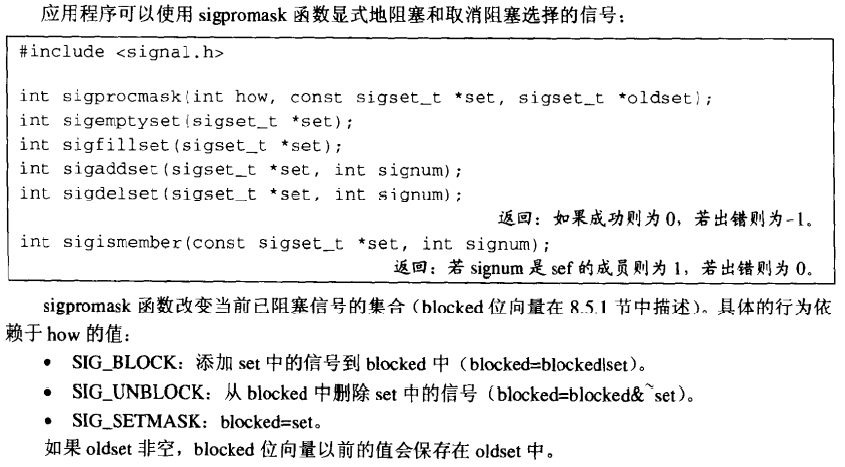 应用程序可以使用 sigpromask 函数显式地阻塞和取消阻塞选择的信号：
#include <signal.h>
int sigprocmask(int how, const sigset_t *set, sigset_t *oldset);
int sigemptyset(sigset_t *set);
int sigfillset(sigset_t *set);
int sigaddset(sigset_t *set, int signum);
int sigdelset(sigset_t *set, int signum);
返回：如果成功则为 0，若出错则为-1。
int sigismember(const sigset_t *set, int signum);
返回：若 signum 是 sef 的成员则为 1，若出错则为 0。
sigpromask 函数改变当前已阻塞信号的集合（blocked 位向量在 8.5.1 节中描述）。具体的行为依
赖于 how 的值：
• SIG_BLOCK：添加 set 中的信号到 blocked 中（blocked=blocked|set）。
• SIG_UNBLOCK：从 blocked 中删除 set 中的信号（blocked=blocked&~set）。
• SIG_SETMASK：blocked=set。
如果 oldset 非空，blocked 位向量以前的值会保存在 oldset 中。